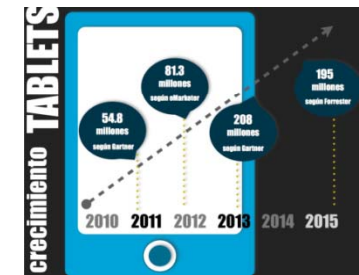 crecimiento TABLETS
54.8
millones
según Gartner
81.3
millones
según eMarketer
208
millones
según Gartner
195
millones
según Forrester
2010 2011 2012 2013 2014 2015